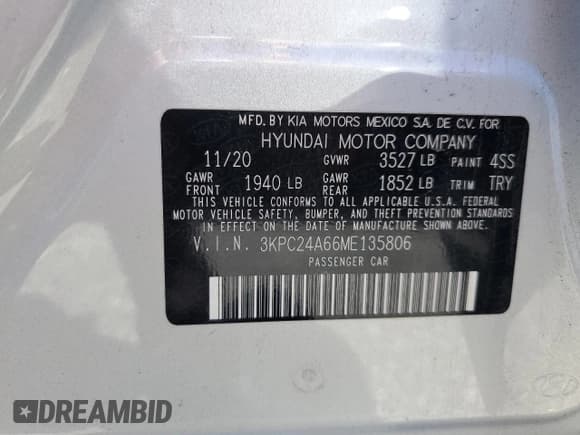 MFD. BY KIA MOTORS MEXICO S.A. DE C.V. FOR
HYUNDAI MOTOR COMPANY
11/20 GVWR 3527 LB PAINT 4SS
GAWR FRONT 1940 LB GAWR REAR 1852 LB TRIM TRY
THIS VEHICLE CONFORMS TO ALL APPLICABLE U.S.A. FEDERAL
MOTOR VEHICLE SAFETY, BUMPER, AND THEFT PREVENTION
STANDARDS IN EFFECT ON THE DATE OF MANUFACTURE SHOWN ABOVE.
V.I.N. 3KPC24A66ME135806
PASSENGER CAR
DREAMBID